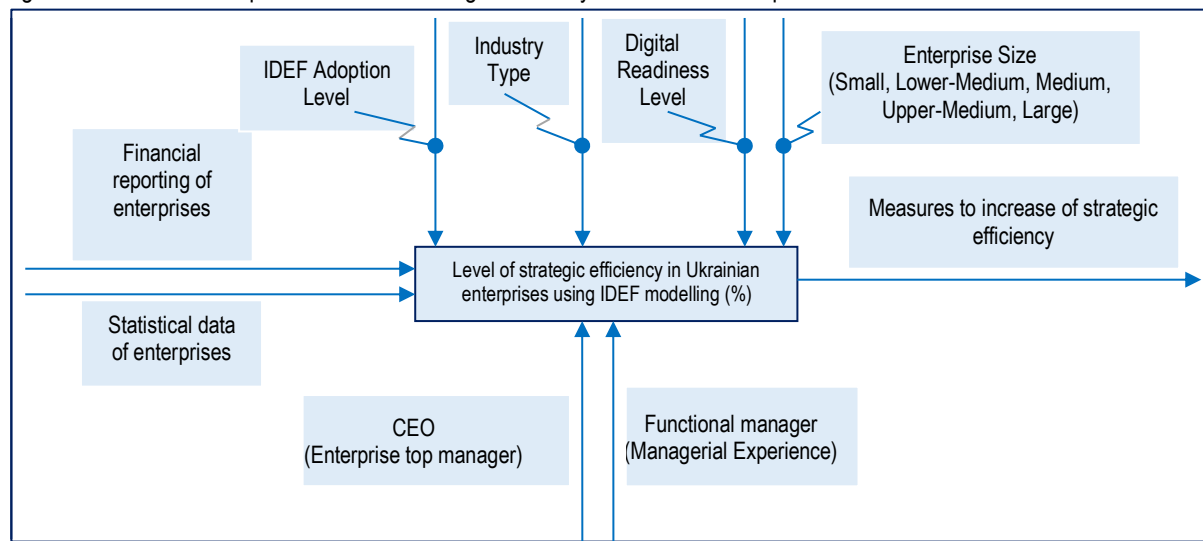 IDEF Adoption
Level
Industry
Type
Digital
Readiness
Level
Enterprise Size
(Small, Lower-Medium, Medium,
Upper-Medium, Large)
Financial
reporting of
enterprises
Measures to increase of strategic
efficiency
Level of strategic efficiency in Ukrainian
enterprises using IDEF modelling (%)
Statistical data
of enterprises
CEO
(Enterprise top manager)
Functional manager
(Managerial Experience)